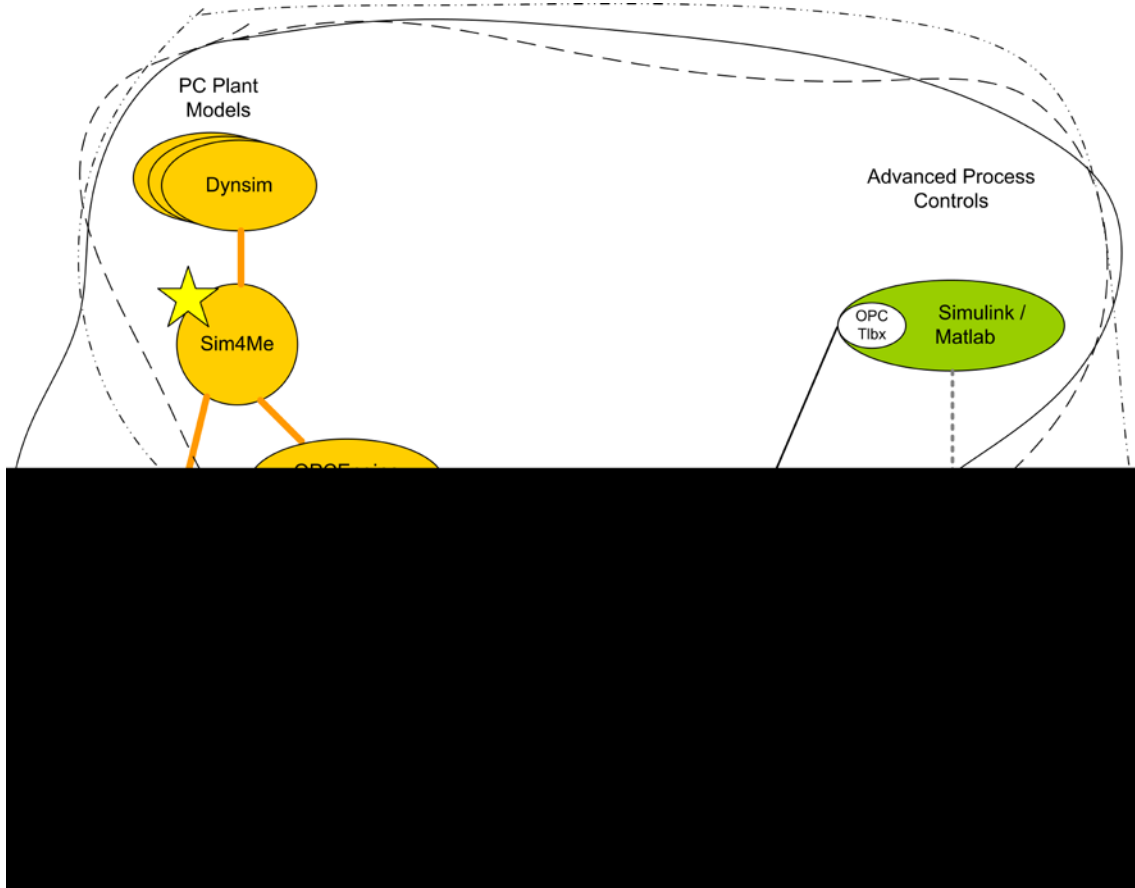 PC Plant
Models
Dynsim
Advanced Process
Controls
OPC
Tlbx
Simulink /
Matlab
Sim4Me